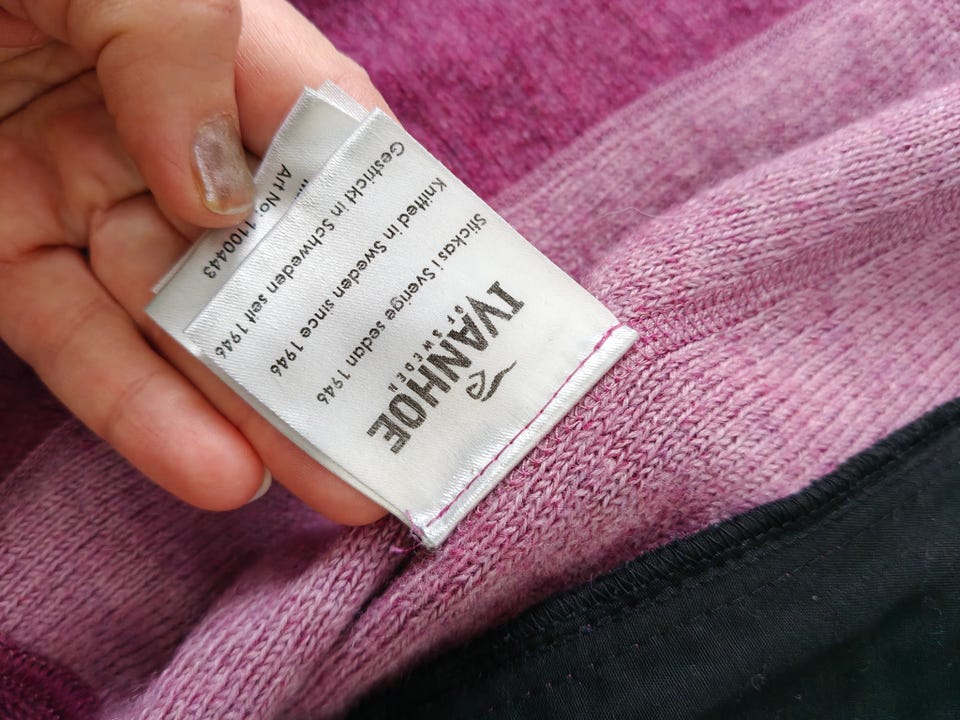 IVANHOE
OF SWEDEN
Stickas i Sverige sedan 1946
Knitted in Sweden since 1946
Gestrickt in Schweden seit 1946
Art No. 1100443